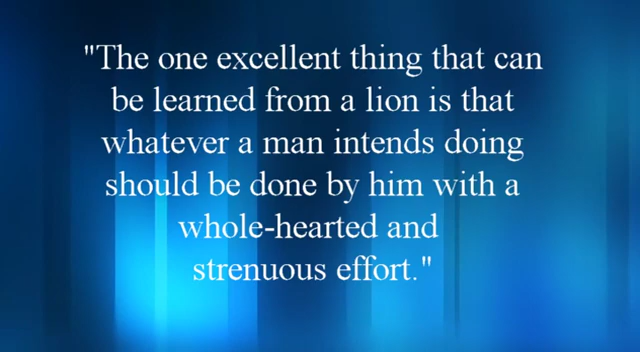 "The one excellent thing that can
be learned from a lion is that
whatever a man intends doing
should be done by him with a
whole-hearted and
strenuous effort."